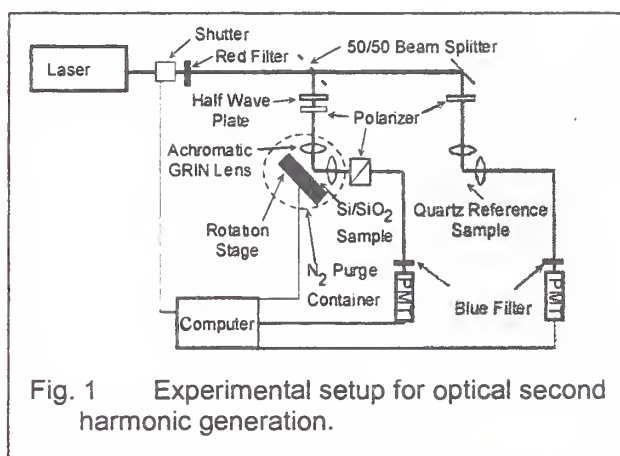 Shutter
50/50 Beam Splitter
Laser
Red Filter
Half Wave
Plate
Polarizer
Achromatic
GRIN Lens
Si/SiO2
Sample
Quartz Reference
Sample
Rotation
Stage
N2 Purge
Container
Blue Filter
PMT
PMT
Computer
Fig. 1 Experimental setup for optical second
harmonic generation.